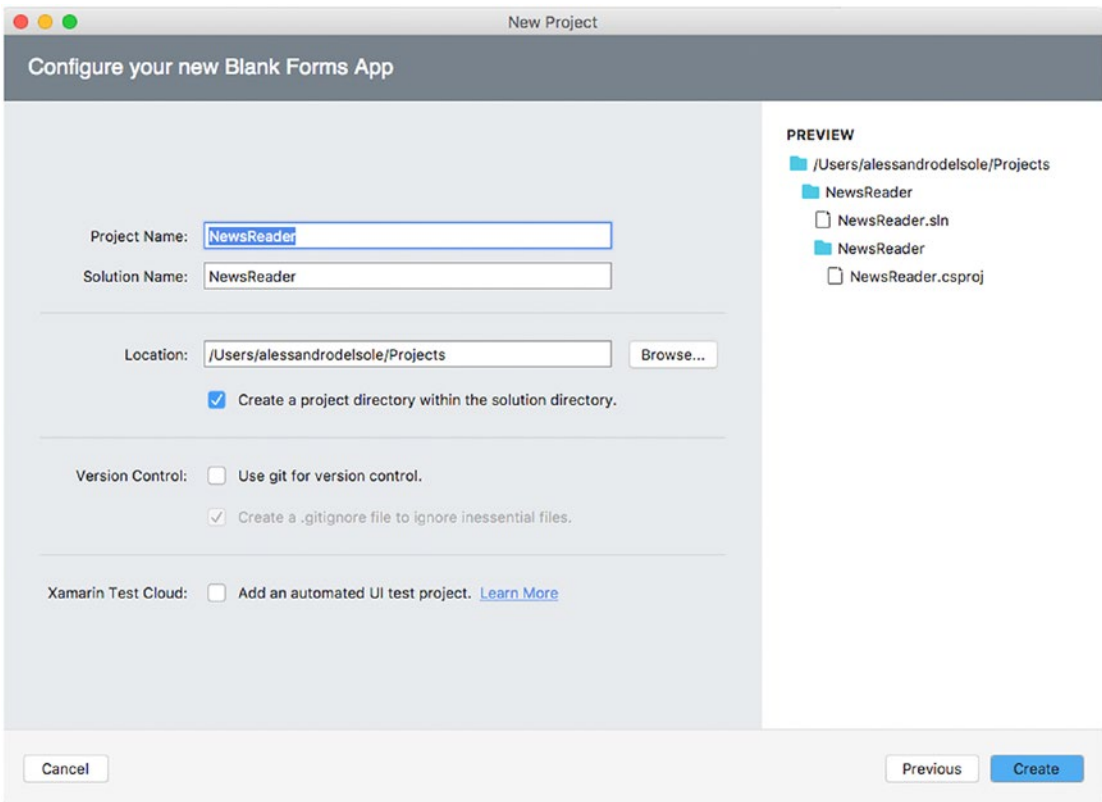 New Project
Configure your new Blank Forms App
Project Name: NewsReader
Solution Name: NewsReader
Location: /Users/alessandrodelsole/Projects Browse...
Create a project directory within the solution directory.
Version Control: Use git for version control.
Create a .gitignore file to ignore inessential files.
Xamarin Test Cloud: Add an automated UI test project. Learn More
PREVIEW
/Users/alessandrodelsole/Projects
NewsReader
NewsReader.sln
NewsReader
NewsReader.csproj
Cancel Previous Create